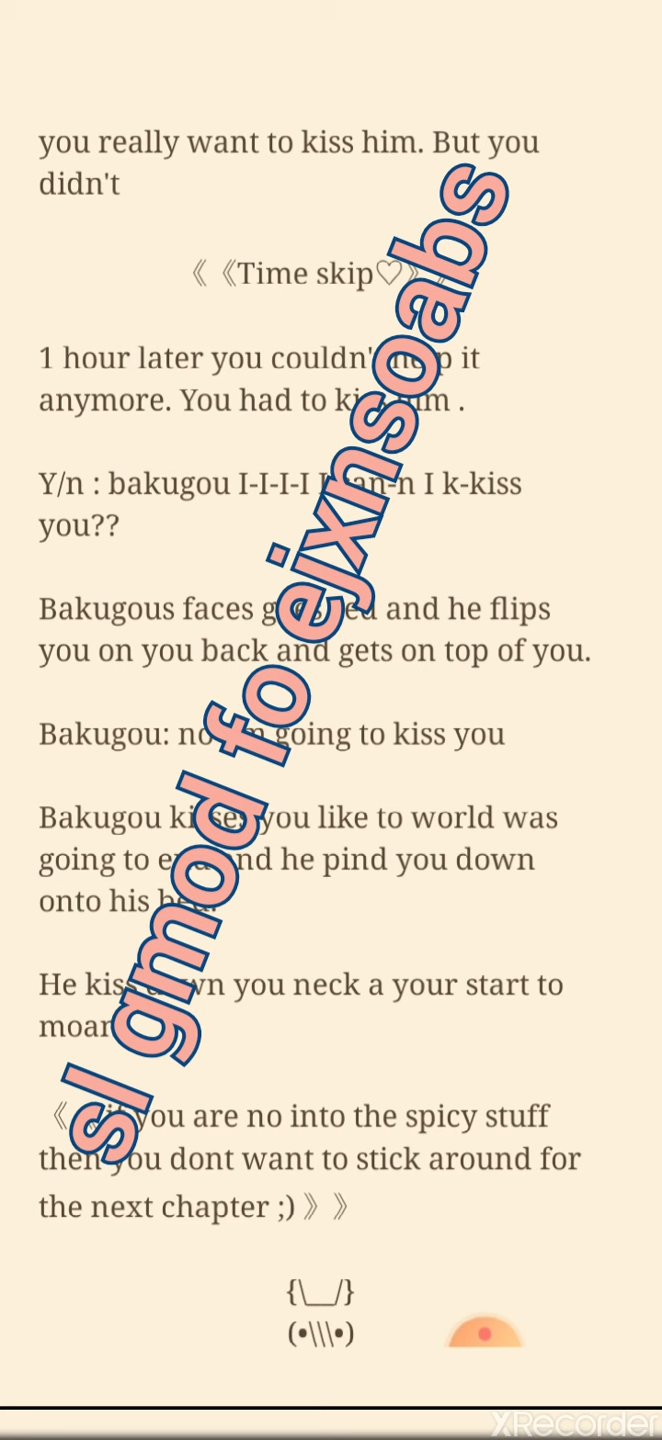 you really want to kiss him. But you
didn't
《《Time skip♡》》
1 hour later you couldn' it
anymore. You had to him .
Y/n : bakugou I-I-I-I I I k-kiss
you??
Bakugous faces and he flips
you on you back and gets on top of you.
Bakugou: going to kiss you
Bakugou you like to world was
going to and he pind you down
onto his
He down you neck a your start to
《 you are no into the spicy stuff
then you dont want to stick around for
the next chapter ;) 》》
{\__/}
(•\\\•)
sl gmod fo ejxnsoabs
XRecorder